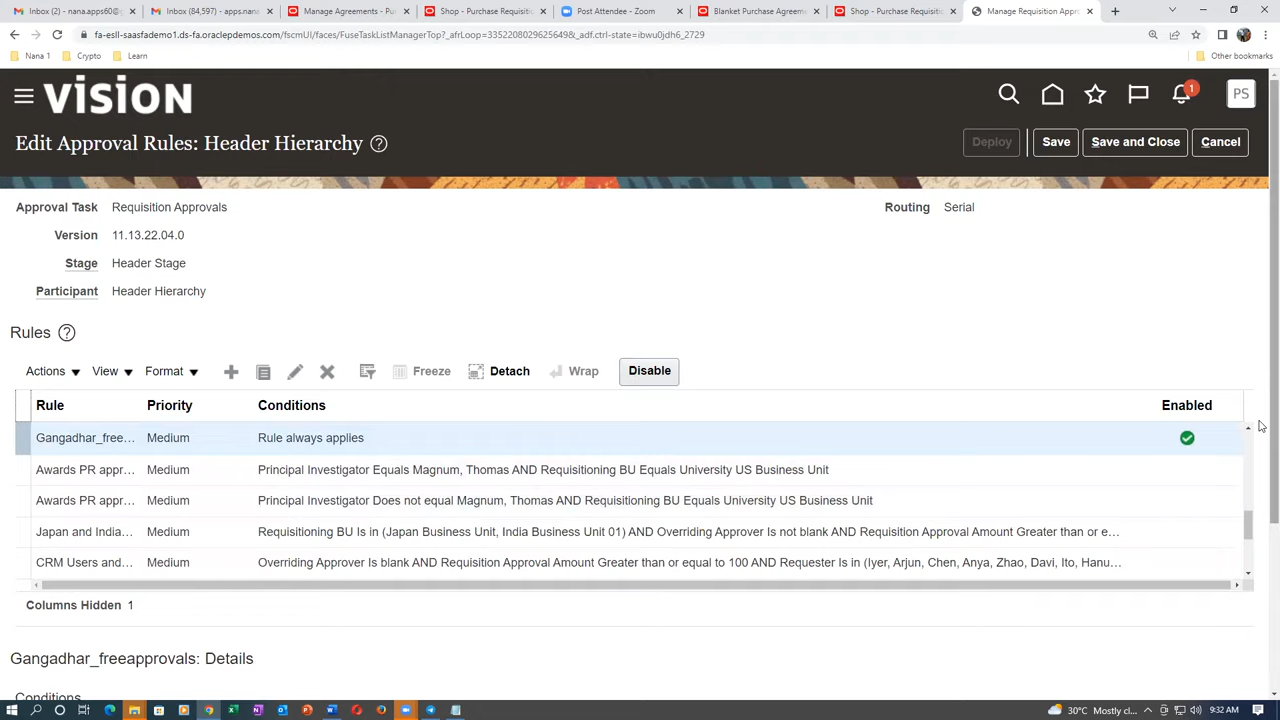 Inbox (2) - nana.apps60@g
Inbox (84,597) - apps.nana
Manage Agreements - Pu
Shop - Purchase Requisitic
Post Attendee - Zoom
Blanket Purchase Agreeme
Shop - Purchase Requisitic
Manage Requisition Appro
fa-esll-saasfademo1.ds-fa.oraclepdemos.com/fscmUI/faces/FuseTaskListManagerTop?_afrLoop=33522080296256498_adf.ctrl-state=ibwu0jdh6_2729
Nana 1
Crypto
Learn
Other bookmarks
VISION
1
PS
Edit Approval Rules: Header Hierarchy
Deploy
Save
Save and Close
Cancel
Approval Task Requisition Approvals
Routing Serial
Version 11.13.22.04.0
Stage Header Stage
Participant Header Hierarchy
Rules
Actions
View
Format
Freeze
Detach
Wrap
Disable
Rule Priority Conditions Enabled
Gangadhar_free... Medium Rule always applies
Awards PR appr... Medium Principal Investigator Equals Magnum, Thomas AND Requisitioning BU Equals University US Business Unit
Awards PR appr... Medium Principal Investigator Does not equal Magnum, Thomas AND Requisitioning BU Equals University US Business Unit
Japan and India... Medium Requisitioning BU Is in (Japan Business Unit, India Business Unit 01) AND Overriding Approver Is not blank AND Requisition Approval Amount Greater than or e...
CRM Users and... Medium Overriding Approver Is blank AND Requisition Approval Amount Greater than or equal to 100 AND Requester Is in (Iyer, Arjun, Chen, Anya, Zhao, Davi, Ito, Hanu...
Columns Hidden 1
Gangadhar_freeapprovals: Details
Conditions
30°C Mostly cl...
9:32 AM